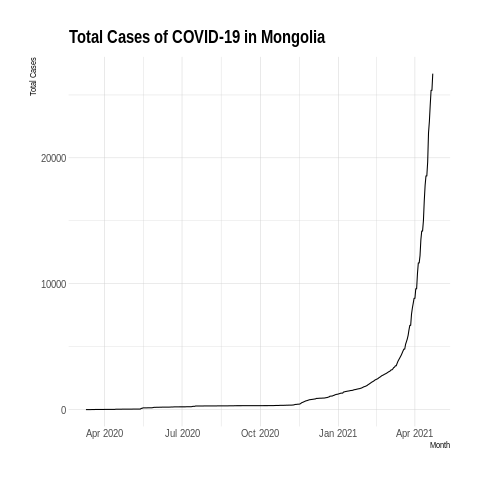 Total Cases of COVID-19 in Mongolia
Total Cases
20000
10000
0
Apr 2020 Jul 2020 Oct 2020 Jan 2021 Apr 2021
Month